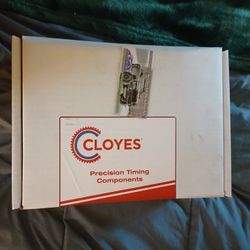 CLOYES
Precision Timing
Components